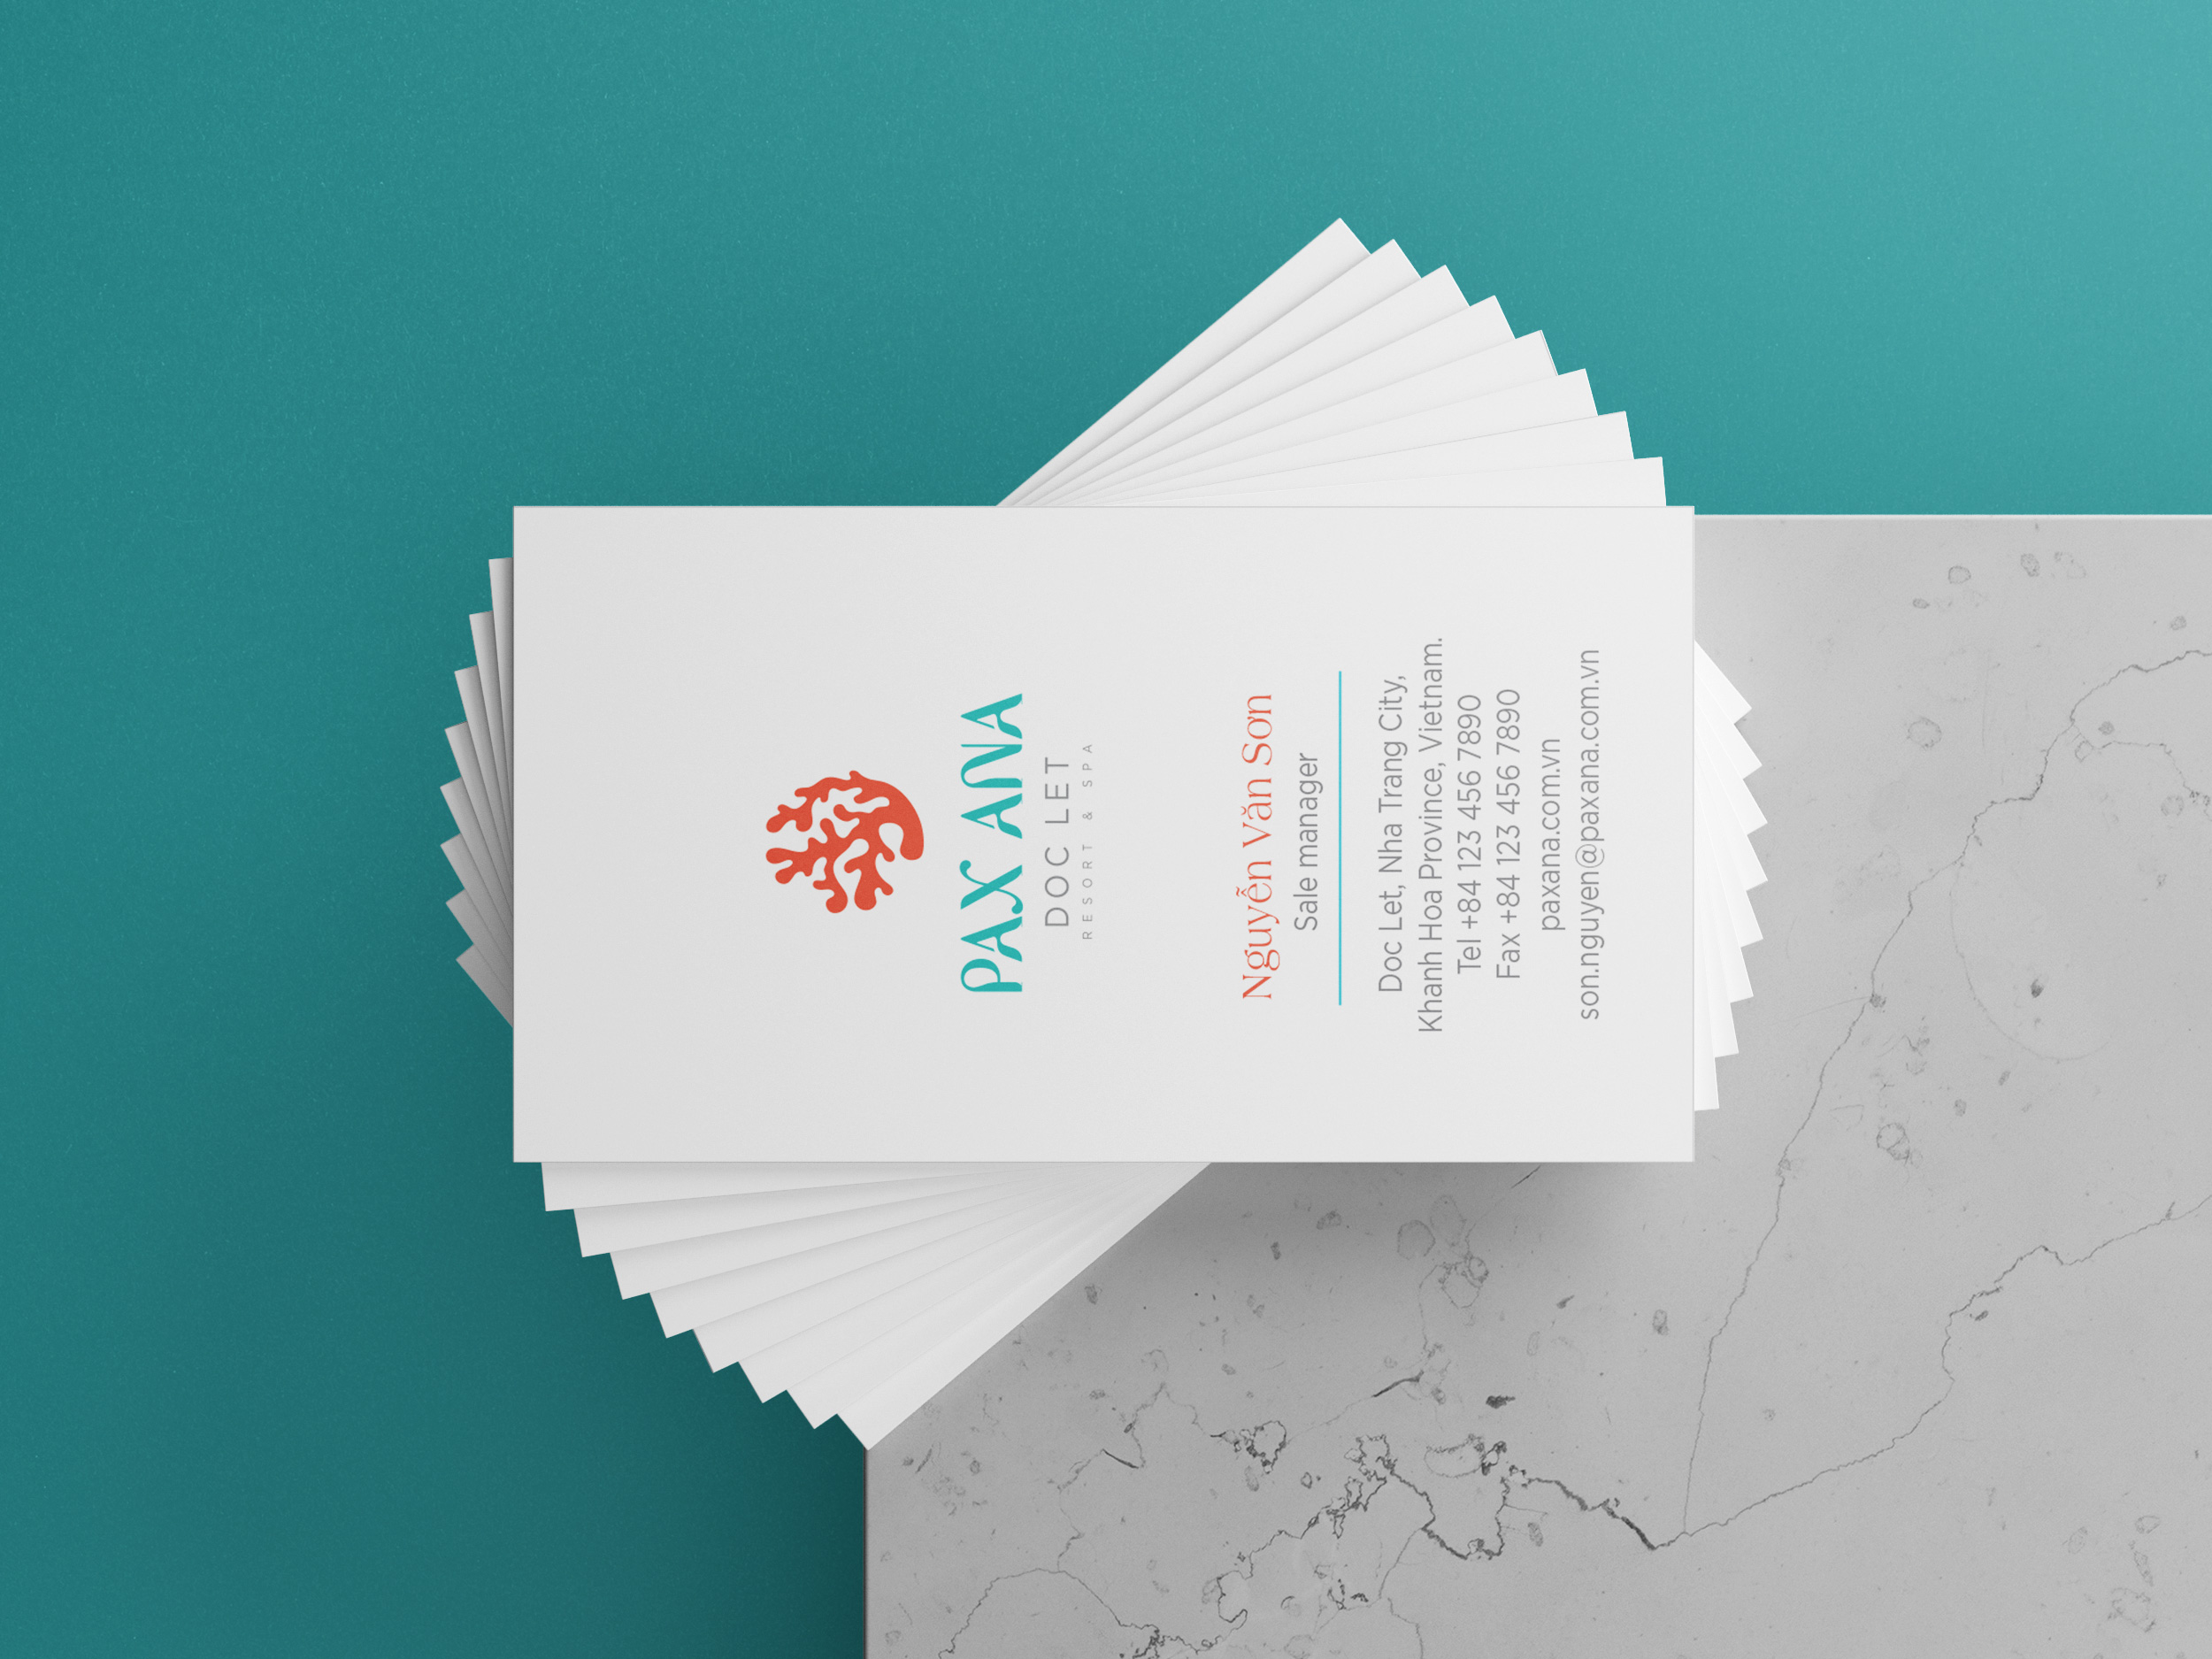 PAX ANA
DOC LET
RESORT & SPA
Nguyễn Văn Sơn
Sale manager
Doc Let, Nha Trang City,
Khanh Hoa Province, Vietnam.
Tel +84 123 456 7890
Fax +84 123 456 7890
paxana.com.vn
son.nguyen@paxana.com.vn